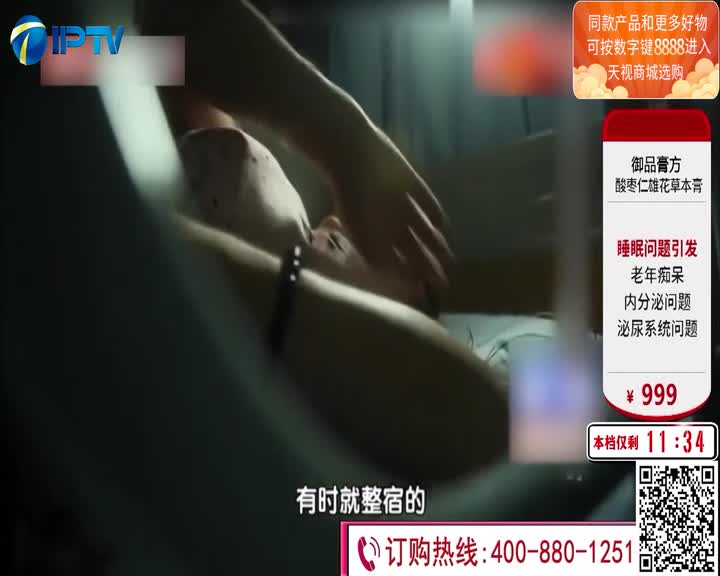 IPTV
同款产品和更多好物
可按数字键8888进入
天视商城选购
御品膏方
酸枣仁雄花草本膏
睡眠问题引发
老年痴呆
内分泌问题
泌尿系统问题
¥ 999
本档仅剩 11:34
有时就整宿的
订购热线:400-880-1251